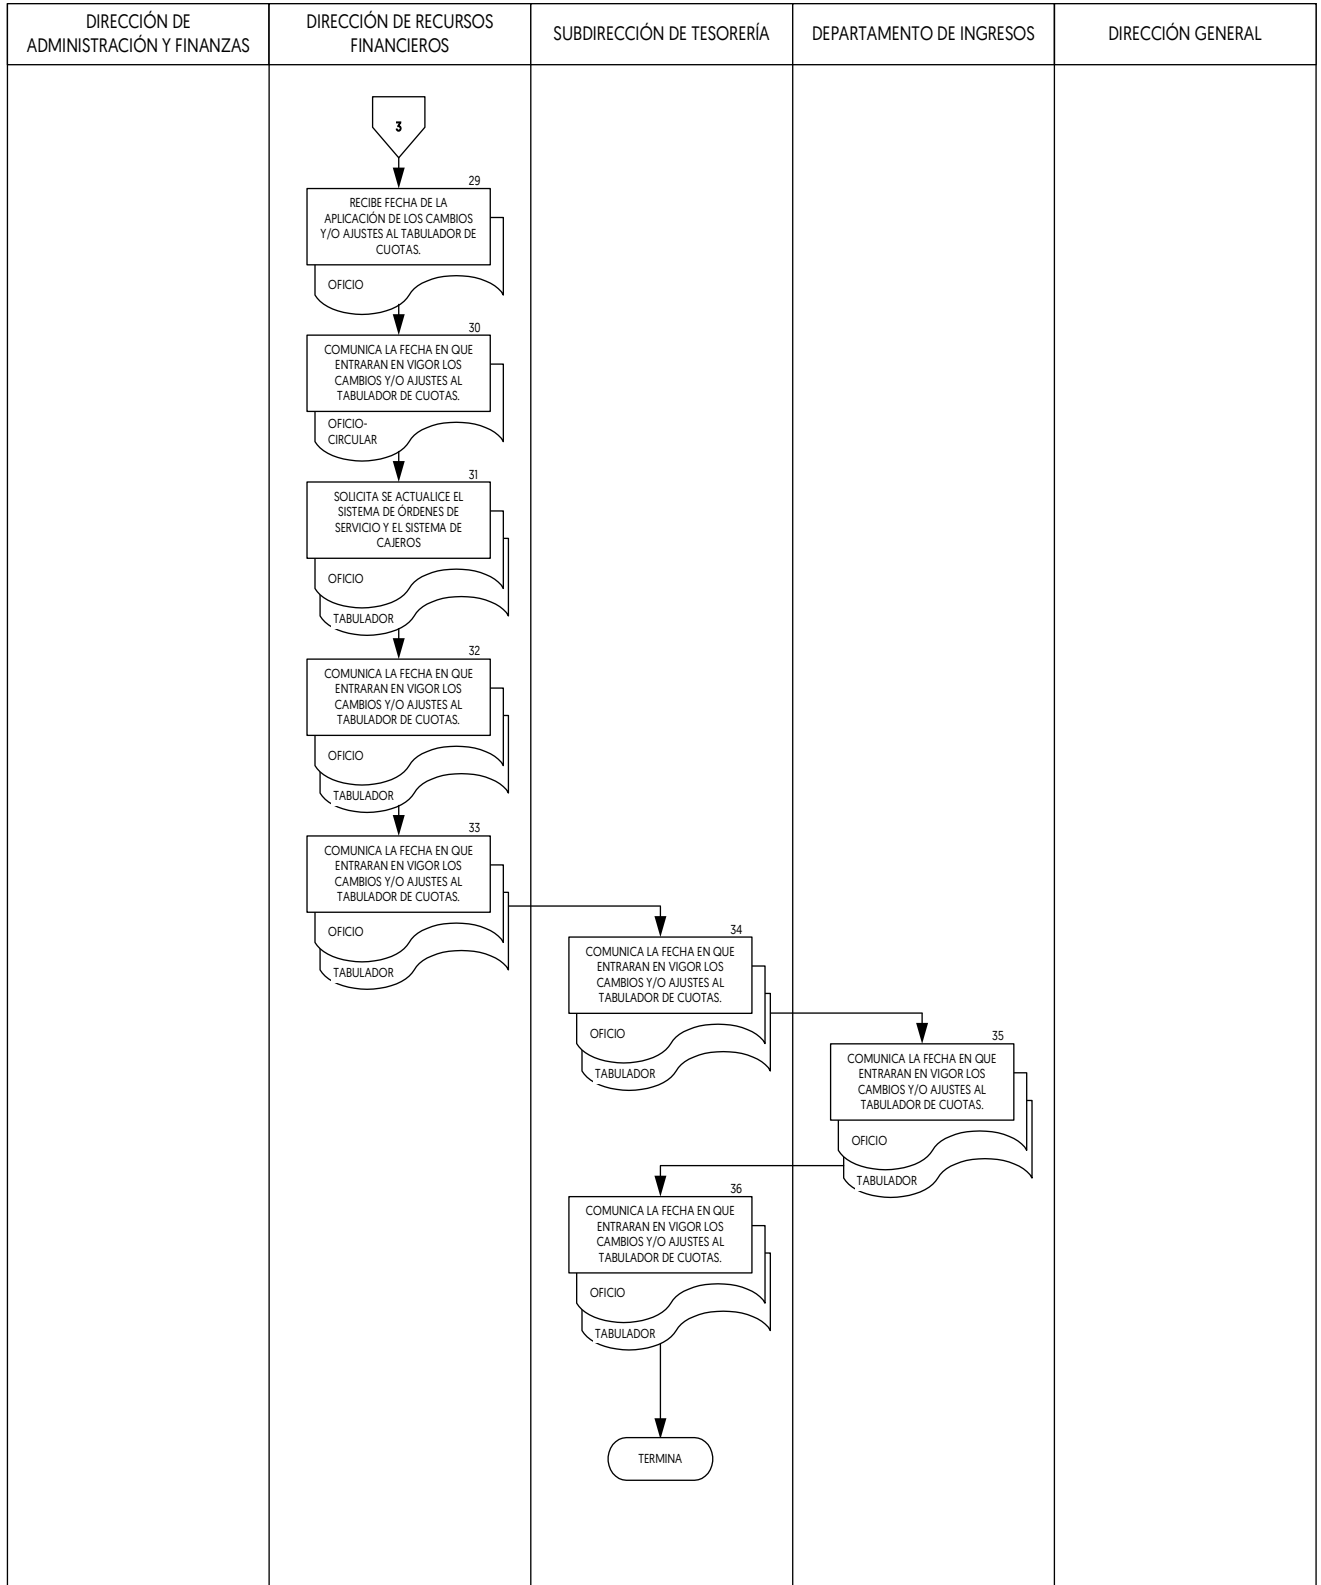 DIRECCIÓN DE
ADMINISTRACIÓN Y FINANZAS
DIRECCIÓN DE RECURSOS
FINANCIEROS
SUBDIRECCIÓN DE TESORERÍA
DEPARTAMENTO DE INGRESOS
DIRECCIÓN GENERAL
3
29
RECIBE FECHA DE LA
APLICACIÓN DE LOS CAMBIOS
Y/O AJUSTES AL TABULADOR DE
CUOTAS.
OFICIO
30
COMUNICA LA FECHA EN QUE
ENTRARAN EN VIGOR LOS
CAMBIOS Y/O AJUSTES AL
TABULADOR DE CUOTAS.
OFICIO-
CIRCULAR
31
SOLICITA SE ACTUALICE EL
SISTEMA DE ÓRDENES DE
SERVICIO Y EL SISTEMA DE
CAJEROS
OFICIO
TABULADOR
32
COMUNICA LA FECHA EN QUE
ENTRARAN EN VIGOR LOS
CAMBIOS Y/O AJUSTES AL
TABULADOR DE CUOTAS.
OFICIO
TABULADOR
33
COMUNICA LA FECHA EN QUE
ENTRARAN EN VIGOR LOS
CAMBIOS Y/O AJUSTES AL
TABULADOR DE CUOTAS.
OFICIO
TABULADOR
34
COMUNICA LA FECHA EN QUE
ENTRARAN EN VIGOR LOS
CAMBIOS Y/O AJUSTES AL
TABULADOR DE CUOTAS.
OFICIO
TABULADOR
35
COMUNICA LA FECHA EN QUE
ENTRARAN EN VIGOR LOS
CAMBIOS Y/O AJUSTES AL
TABULADOR DE CUOTAS.
OFICIO
TABULADOR
36
COMUNICA LA FECHA EN QUE
ENTRARAN EN VIGOR LOS
CAMBIOS Y/O AJUSTES AL
TABULADOR DE CUOTAS.
OFICIO
TABULADOR
TERMINA